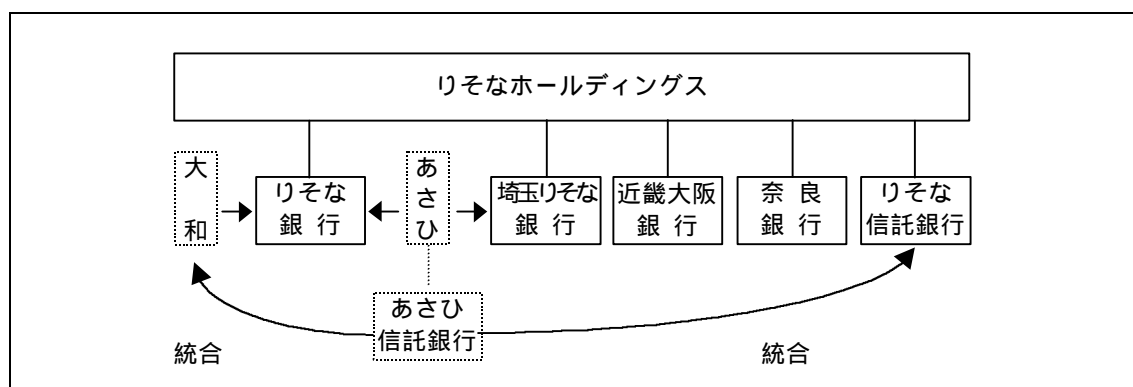 りそなホールディングス
大和
りそな
銀行
あさひ
埼玉りそな
銀行
近畿大阪
銀行
奈良
銀行
りそな
信託銀行
あさひ
信託銀行
統合
統合